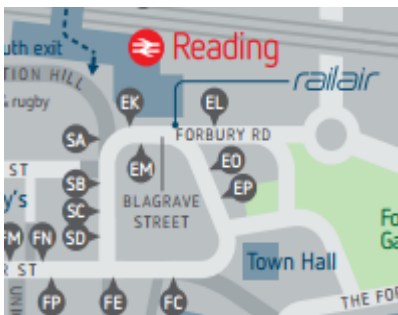 uth exit
Reading
railair
TION HILL
& rugby
EK
EL
SA
FORBURY RD
ST
EM
EO
SB
EP
y's
SC
BLAGRAVE
STREET
FM
FN
SD
Fo
Ga
Town Hall
R ST
UNI
FP
FE
FC
THE FOR